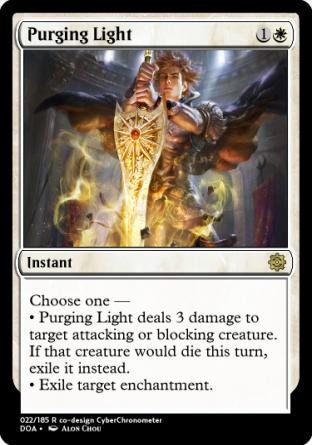 Purging Light 1
Instant
Choose one —
• Purging Light deals 3 damage to
target attacking or blocking creature.
If that creature would die this turn,
exile it instead.
• Exile target enchantment.
022/185 R co-design CyberChronometer
DOA • Alon Chou